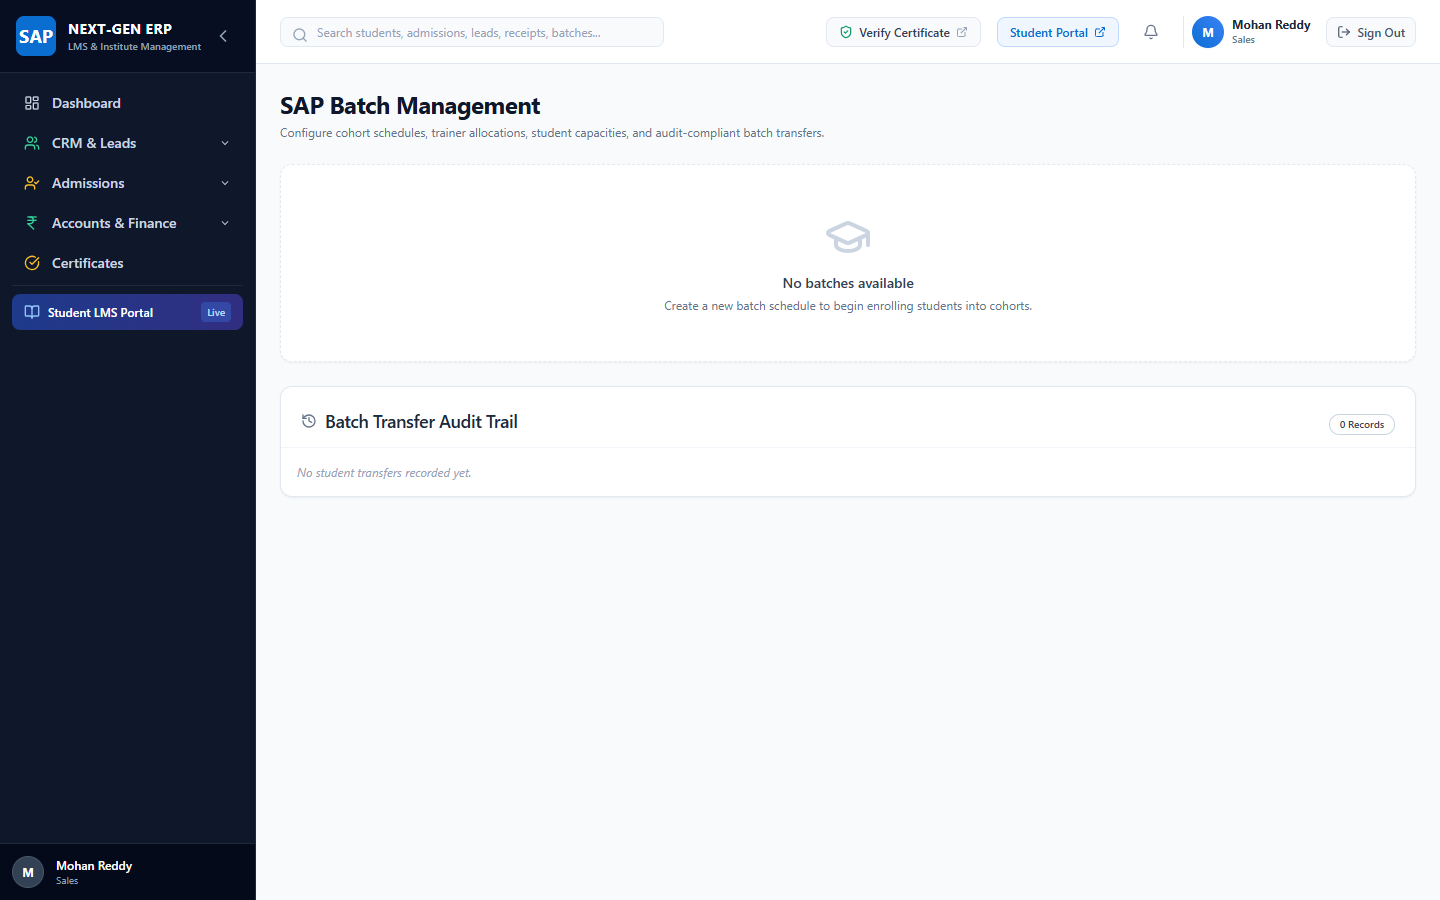 SAP
NEXT-GEN ERP
LMS & Institute Management
Dashboard
CRM & Leads
Admissions
Accounts & Finance
Certificates
Student LMS Portal
Live
M
Mohan Reddy
Sales
Search students, admissions, leads, receipts, batches...
Verify Certificate
Student Portal
M
Mohan Reddy
Sales
Sign Out
SAP Batch Management
Configure cohort schedules, trainer allocations, student capacities, and audit-compliant batch transfers.
No batches available
Create a new batch schedule to begin enrolling students into cohorts.
Batch Transfer Audit Trail
0 Records
No student transfers recorded yet.